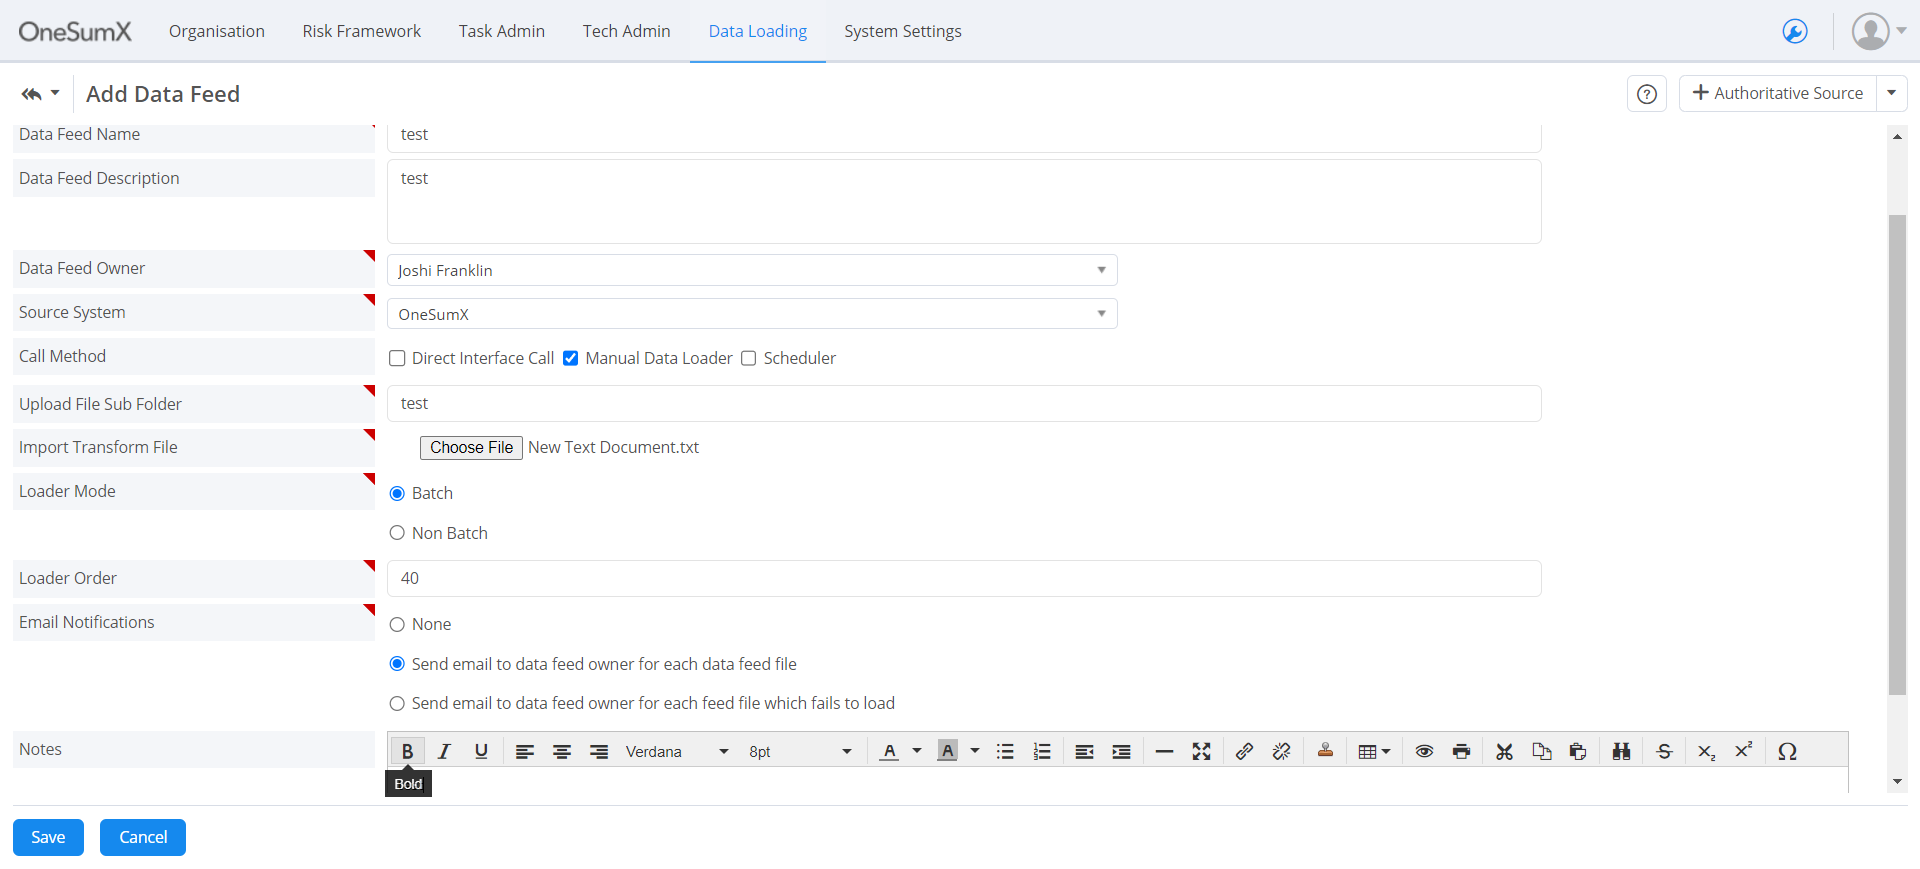 OneSumX Organisation Risk Framework Task Admin Tech Admin Data Loading System Settings
Add Data Feed
? Authoritative Source
Data Feed Name test
Data Feed Description test
Data Feed Owner Joshi Franklin
Source System OneSumX
Call Method Direct Interface Call Manual Data Loader Scheduler
Upload File Sub Folder test
Import Transform File Choose File New Text Document.txt
Loader Mode Batch
Non Batch
Loader Order 40
Email Notifications None
Send email to data feed owner for each data feed file
Send email to data feed owner for each feed file which fails to load
Notes B I U Verdana 8pt A A S x₂ x² Ω
Bold
Save Cancel